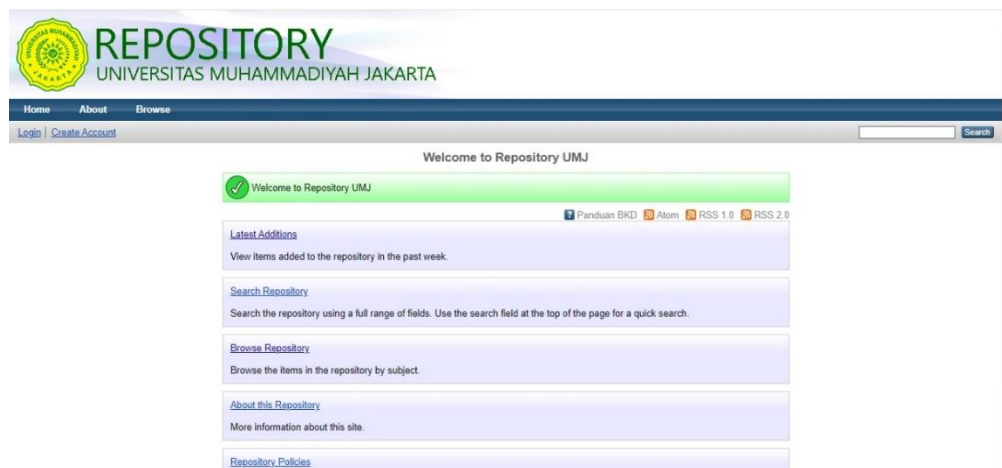 REPOSITORY
UNIVERSITAS MUHAMMADIYAH JAKARTA
Home About Browse
Login | Create Account
Search
Welcome to Repository UMJ
Welcome to Repository UMJ
Panduan BKD Atom RSS 1.0 RSS 2.0
Latest Additions
View items added to the repository in the past week.
Search Repository
Search the repository using a full range of fields. Use the search field at the top of the page for a quick search.
Browse Repository
Browse the items in the repository by subject.
About this Repository
More information about this site.
Repository Policies